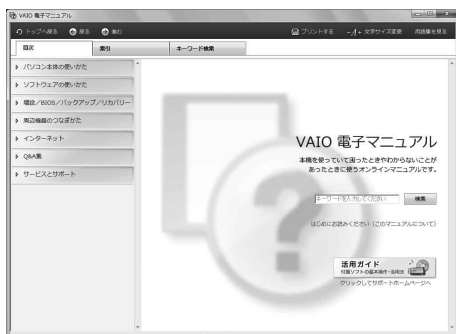 VAIO 電子マニュアル
トップへ戻る 戻る 進む プリントする -A+ 文字サイズ変更 用語集を見る
目次 索引 キーワード検索
パソコン本体の使いかた
ソフトウェアの使いかた
増設／BIOS／バックアップ／リカバリー
周辺機器のつなぎかた
インターネット
Q&A集
サービスとサポート
VAIO 電子マニュアル
本機を使っていて困ったときやわからないことが
あったときに使うオンラインマニュアルです。
キーワードを入力してください 検索
はじめにお読みください（このマニュアルについて）
活用ガイド
付属ソフトの基本操作・活用法
クリックしてサポートホームページへ